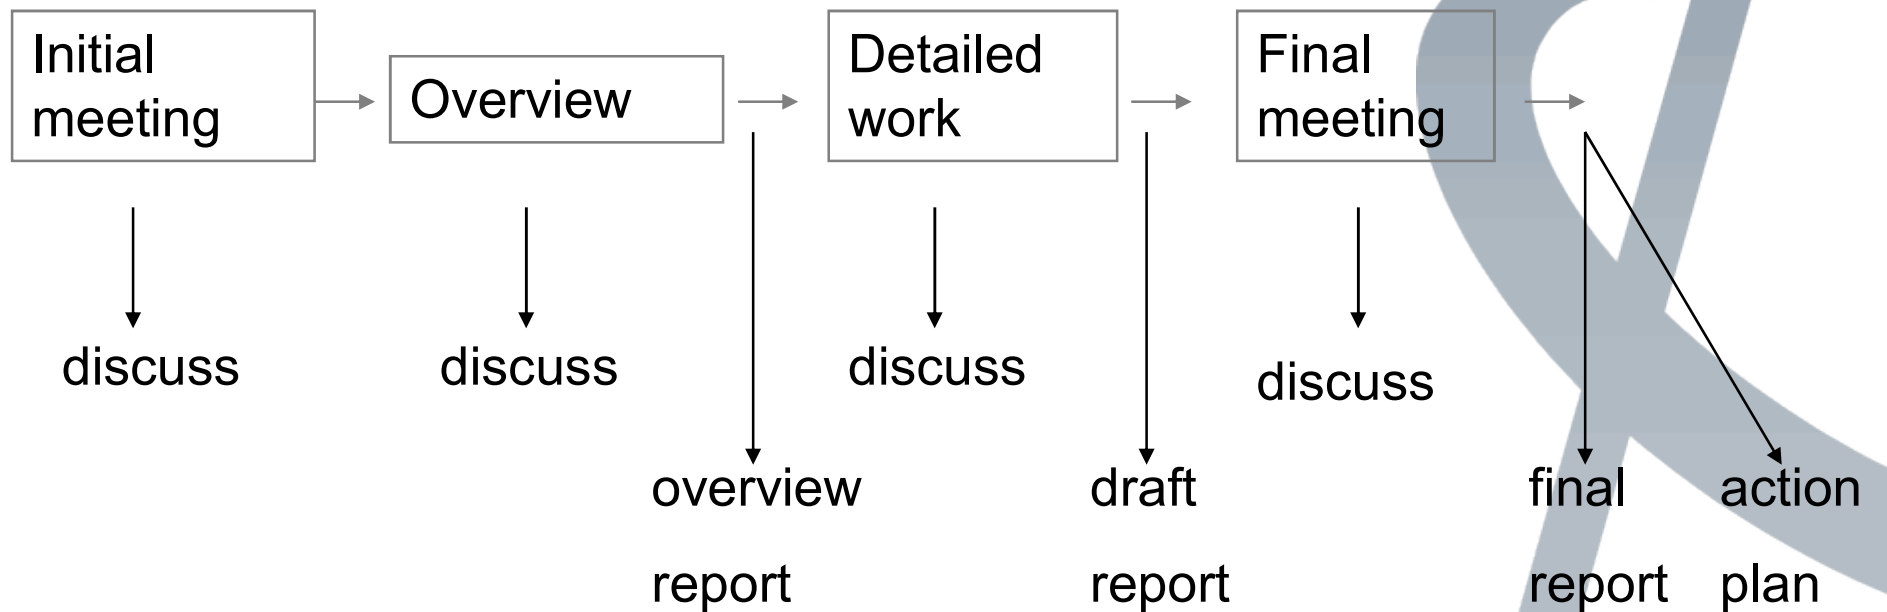 Initial
meeting
Overview
Detailed
work
Final
meeting
discuss
discuss
discuss
discuss
overview
report
draft
report
final
report
action
plan